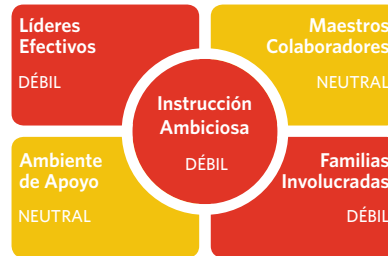 Líderes
Efectivos
DÉBIL
Maestros
Colaboradores
NEUTRAL
Instrucción
Ambiciosa
DÉBIL
Ambiente
de Apoyo
NEUTRAL
Familias
Involucradas
DÉBIL